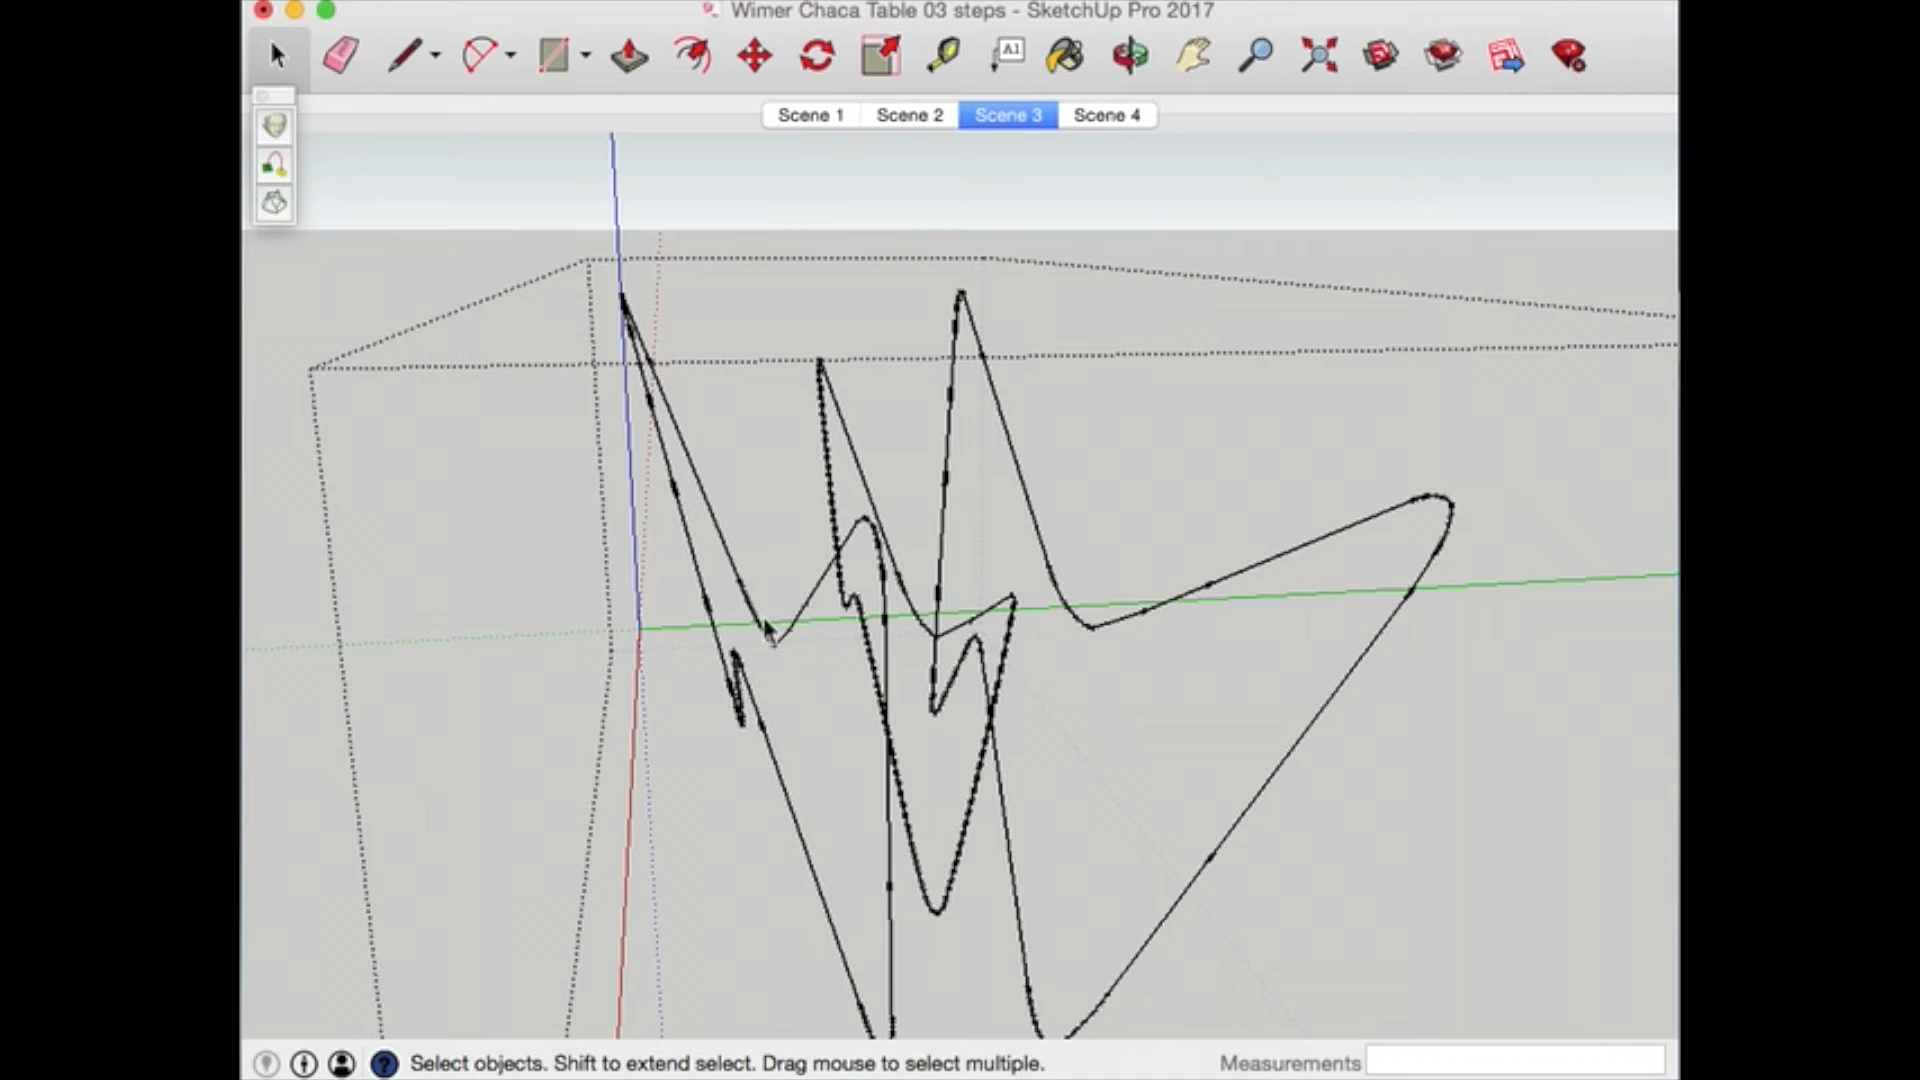 Wimer Chaca Table 03 steps - SketchUp Pro 2017
A1
Scene 1 Scene 2 Scene 3 Scene 4
Select objects. Shift to extend select. Drag mouse to select multiple. Measurements